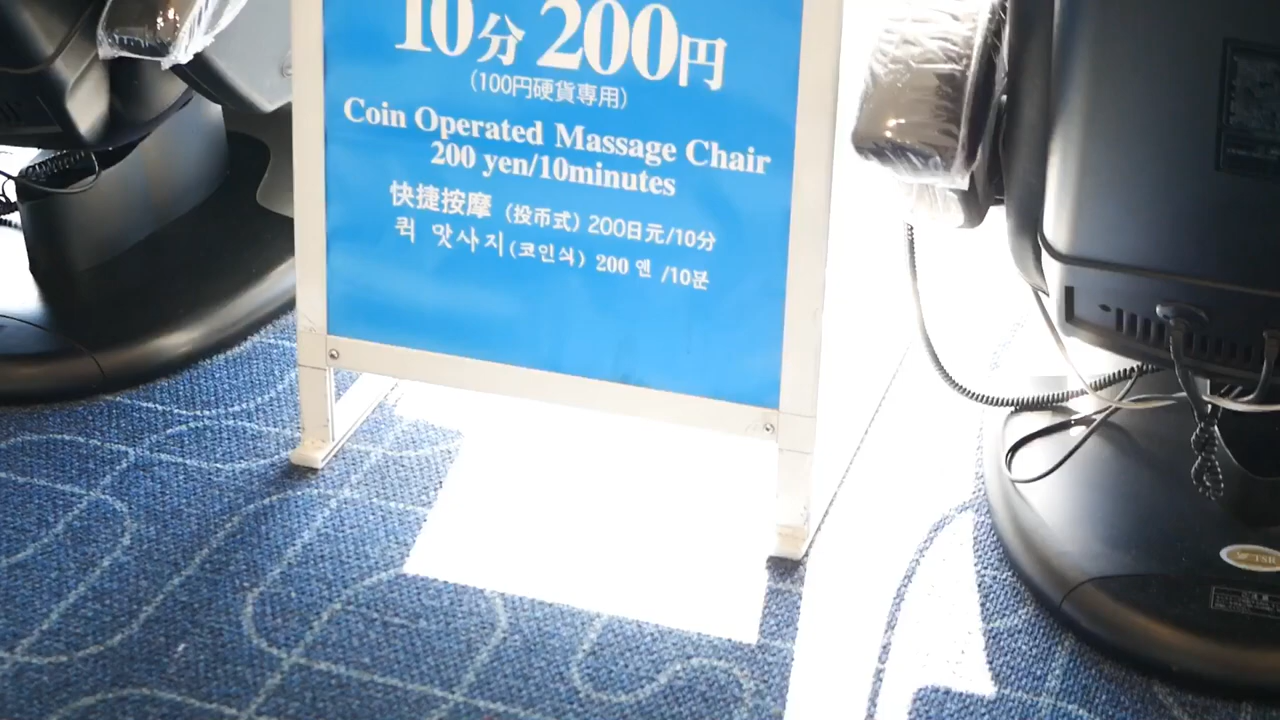 10分 200円
(100円硬貨専用)
Coin Operated Massage Chair
200 yen/10minutes
快捷按摩 (投币式) 200日元/10分
퀵 맛사지(코인식) 200 엔 /10분
TSR